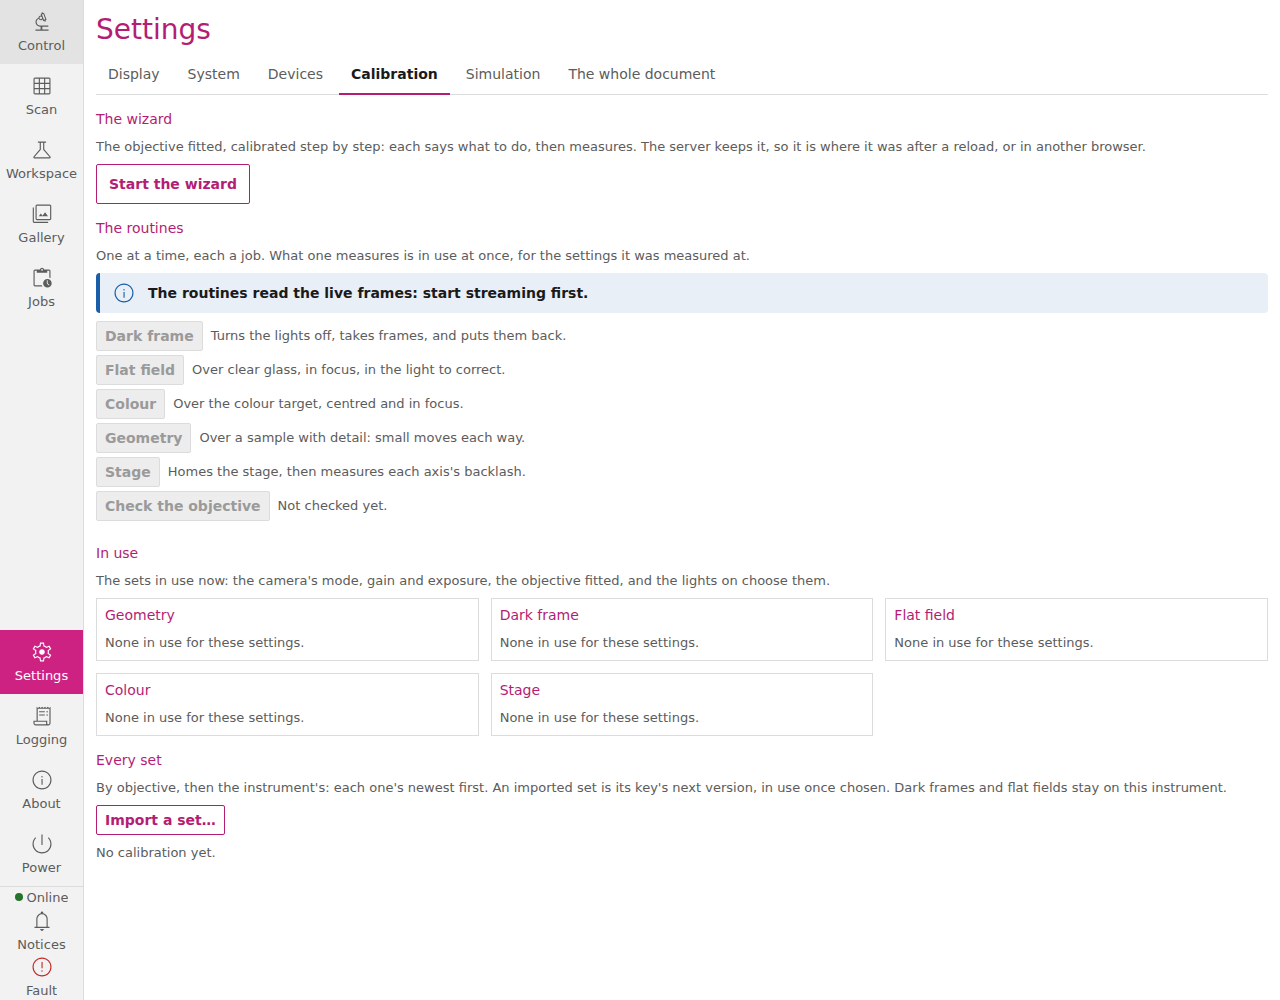 Control
Scan
Workspace
Gallery
Jobs
Settings
Logging
About
Power
Online
Notices
Fault
Settings
Display System Devices Calibration Simulation The whole document
The wizard
The objective fitted, calibrated step by step: each says what to do, then measures. The server keeps it, so it is where it was after a reload, or in another browser.
Start the wizard
The routines
One at a time, each a job. What one measures is in use at once, for the settings it was measured at.
The routines read the live frames: start streaming first.
Dark frame Turns the lights off, takes frames, and puts them back.
Flat field Over clear glass, in focus, in the light to correct.
Colour Over the colour target, centred and in focus.
Geometry Over a sample with detail: small moves each way.
Stage Homes the stage, then measures each axis's backlash.
Check the objective Not checked yet.
In use
The sets in use now: the camera's mode, gain and exposure, the objective fitted, and the lights on choose them.
Geometry
None in use for these settings.
Dark frame
None in use for these settings.
Flat field
None in use for these settings.
Colour
None in use for these settings.
Stage
None in use for these settings.
Every set
By objective, then the instrument's: each one's newest first. An imported set is its key's next version, in use once chosen. Dark frames and flat fields stay on this instrument.
Import a set...
No calibration yet.